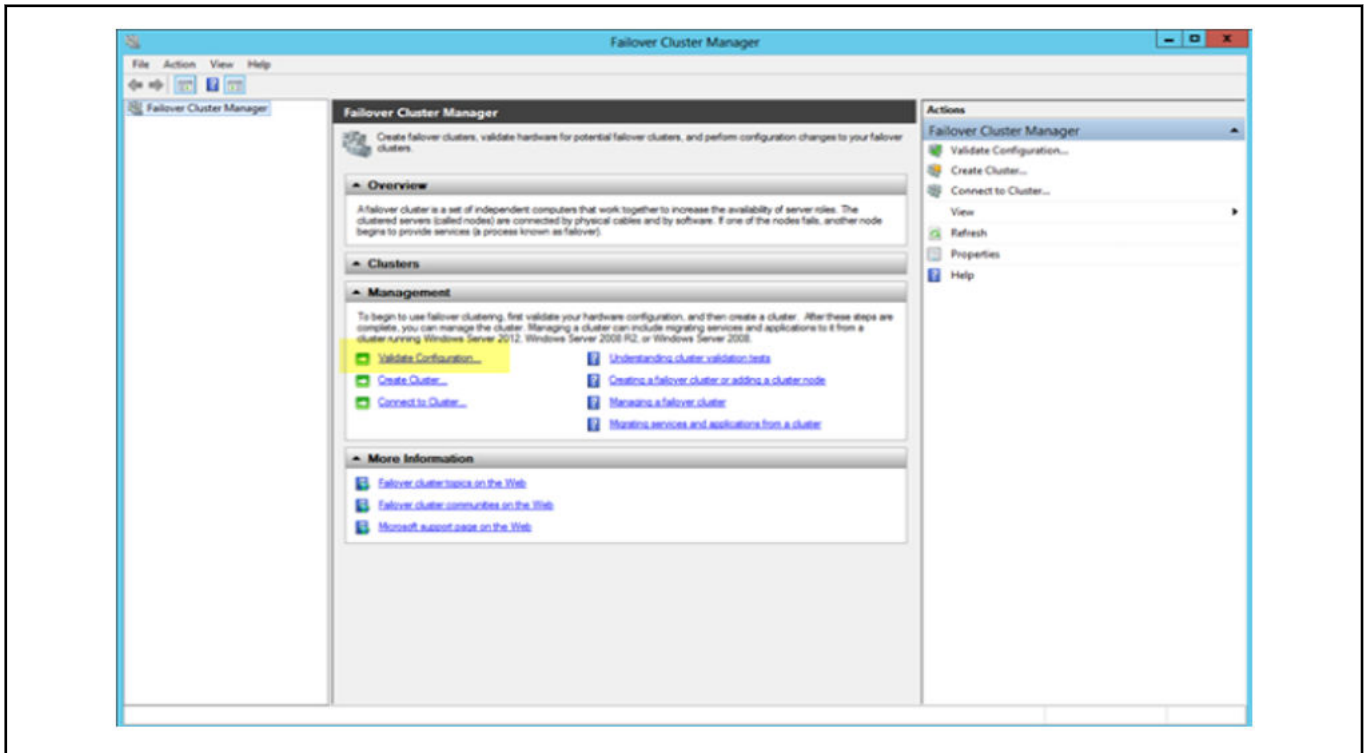 Failover Cluster Manager
File Action View Help
Failover Cluster Manager
Failover Cluster Manager
Create failover clusters, validate hardware for potential failover clusters, and perform configuration changes to your failover
clusters.
Overview
A failover cluster is a set of independent computers that work together to increase the availability of server roles. The
clustered servers (called nodes) are connected by physical cables and by software. If one of the nodes fails, another node
begins to provide services (a process known as failover).
Clusters
Management
To begin to use failover clustering, first validate your hardware configuration, and then create a cluster. After these steps are
complete, you can manage the cluster. Managing a cluster can include migrating services and applications to it from a
cluster running Windows Server 2012, Windows Server 2008 R2, or Windows Server 2008.
Validate Configuration...
Understanding cluster validation tests
Create Cluster...
Creating a failover cluster or adding a cluster node
Connect to Cluster...
Managing a failover cluster
Migrating services and applications from a cluster
More Information
Failover cluster topics on the Web
Failover cluster communities on the Web
Microsoft support page on the Web
Actions
Failover Cluster Manager
Validate Configuration...
Create Cluster...
Connect to Cluster...
View
Refresh
Properties
Help